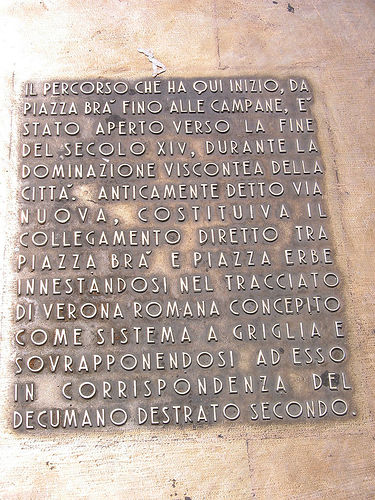 IL PERCORSO CHE HA QUI INIZIO, DA
PIAZZA BRA' FINO ALLE CAMPANE, E'
STATO APERTO VERSO LA FINE
DEL SECOLO XIV, DURANTE LA
DOMINAZIONE VISCONTEA DELLA
CITTA'. ANTICAMENTE DETTO VIA
NUOVA, COSTITUIVA IL
COLLEGAMENTO DIRETTO TRA
PIAZZA BRA' E PIAZZA ERBE
INNESTANDOSI NEL TRACCIATO
DI VERONA ROMANA CONCEPITO
COME SISTEMA A GRIGLIA E
SOVRAPPONENDOSI AD ESSO
IN CORRISPONDENZA DEL
DECUMANO DESTRATO SECONDO.